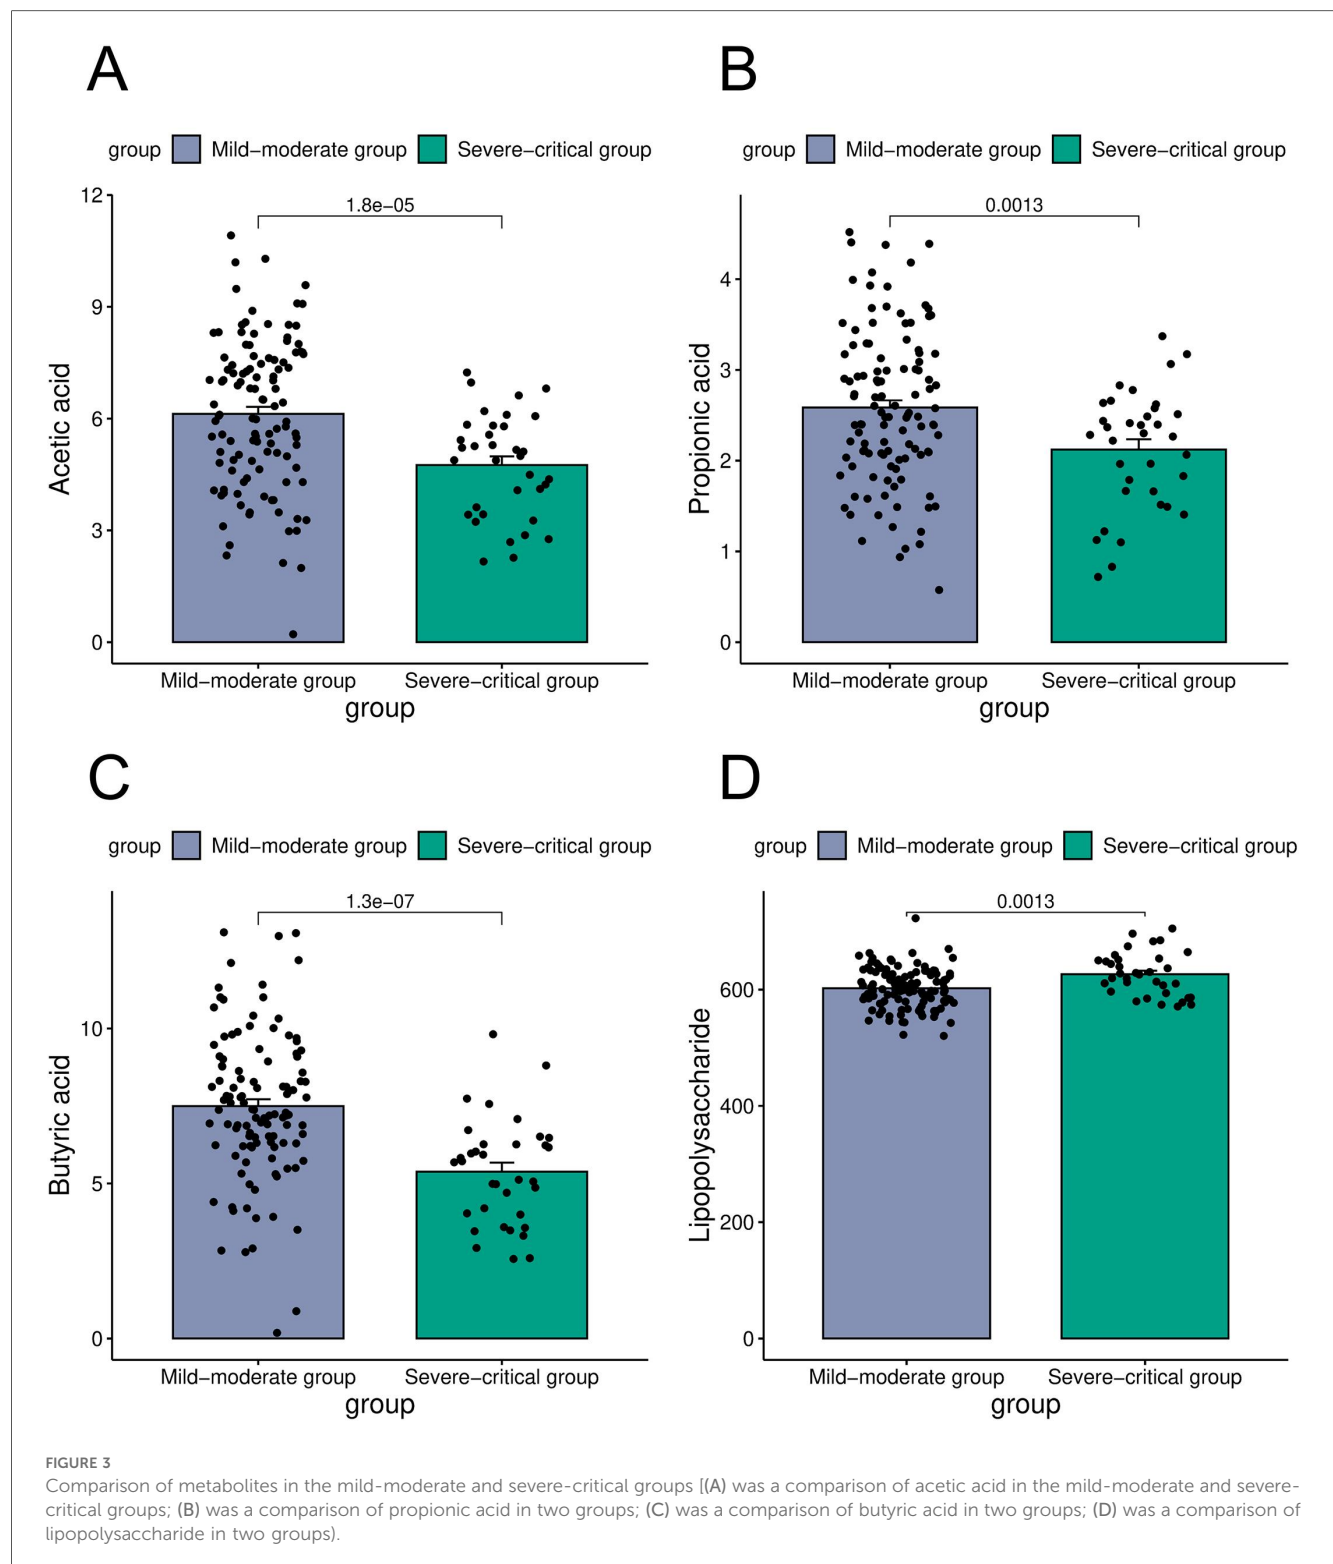 A
group Mild−moderate group Severe−critical group
12
9
6
3
0
Acetic acid
1.8e−05
Mild−moderate group Severe−critical group
group
B
group Mild−moderate group Severe−critical group
4
3
2
1
0
Propionic acid
0.0013
Mild−moderate group Severe−critical group
group
C
group Mild−moderate group Severe−critical group
10
5
0
Butyric acid
1.3e−07
Mild−moderate group Severe−critical group
group
D
group Mild−moderate group Severe−critical group
600
400
200
0
Lipopolysaccharide
0.0013
Mild−moderate group Severe−critical group
group
FIGURE 3
Comparison of metabolites in the mild-moderate and severe-critical groups [(A) was a comparison of acetic acid in the mild-moderate and severe-
critical groups; (B) was a comparison of propionic acid in two groups; (C) was a comparison of butyric acid in two groups; (D) was a comparison of
lipopolysaccharide in two groups).